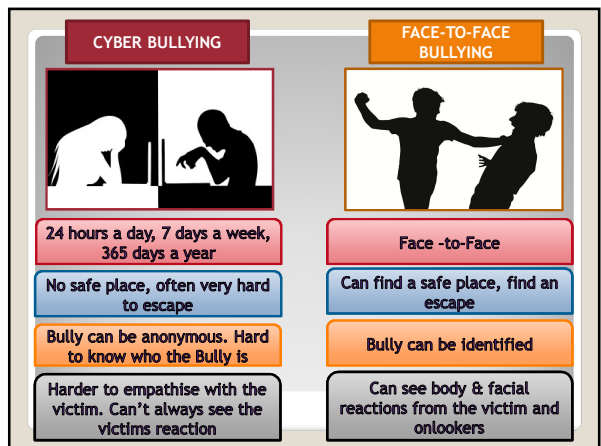 CYBER BULLYING
24 hours a day, 7 days a week,
365 days a year
No safe place, often very hard
to escape
Bully can be anonymous. Hard
to know who the Bully is
Harder to empathise with the
victim. Can't always see the
victims reaction
FACE-TO-FACE
BULLYING
Face –to-Face
Can find a safe place, find an
escape
Bully can be identified
Can see body & facial
reactions from the victim and
onlookers